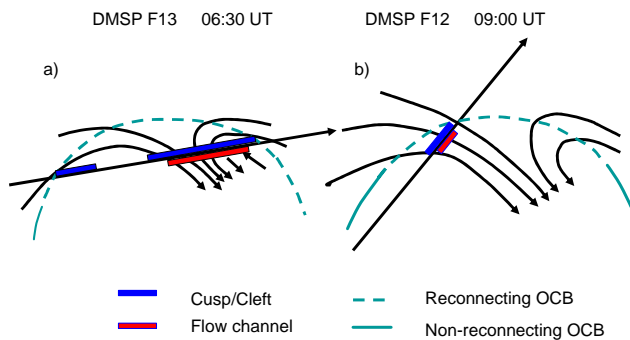 DMSP F13 06:30 UT
DMSP F12 09:00 UT
a)
b)
Cusp/Cleft
Flow channel
Reconnecting OCB
Non-reconnecting OCB